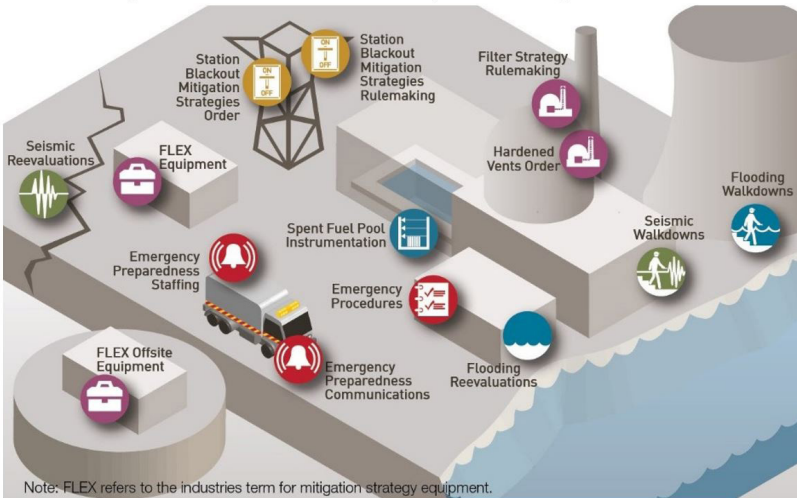 Station
Blackout
Mitigation
Strategies
Order
ON
OFF
ON
OFF
Station
Blackout
Mitigation
Strategies
Rulemaking
Filter Strategy
Rulemaking
Hardened
Vents Order
Seismic
Reevaluations
FLEX
Equipment
Flooding
Walkdowns
Spent Fuel Pool
Instrumentation
Seismic
Walkdowns
Emergency
Preparedness
Staffing
Emergency
Procedures
FLEX Offsite
Equipment
Emergency
Preparedness
Communications
Flooding
Reevaluations
Note: FLEX refers to the industries term for mitigation strategy equipment.